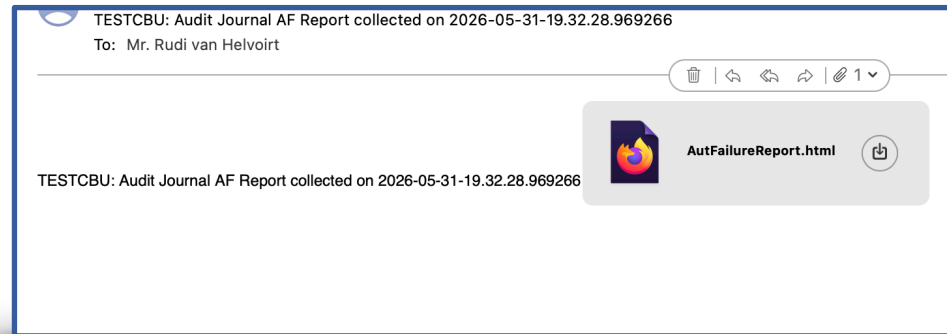 TESTCBU: Audit Journal AF Report collected on 2026-05-31-19.32.28.969266
To: Mr. Rudi van Helvoirt
1
AutFailureReport.html
TESTCBU: Audit Journal AF Report collected on 2026-05-31-19.32.28.969266